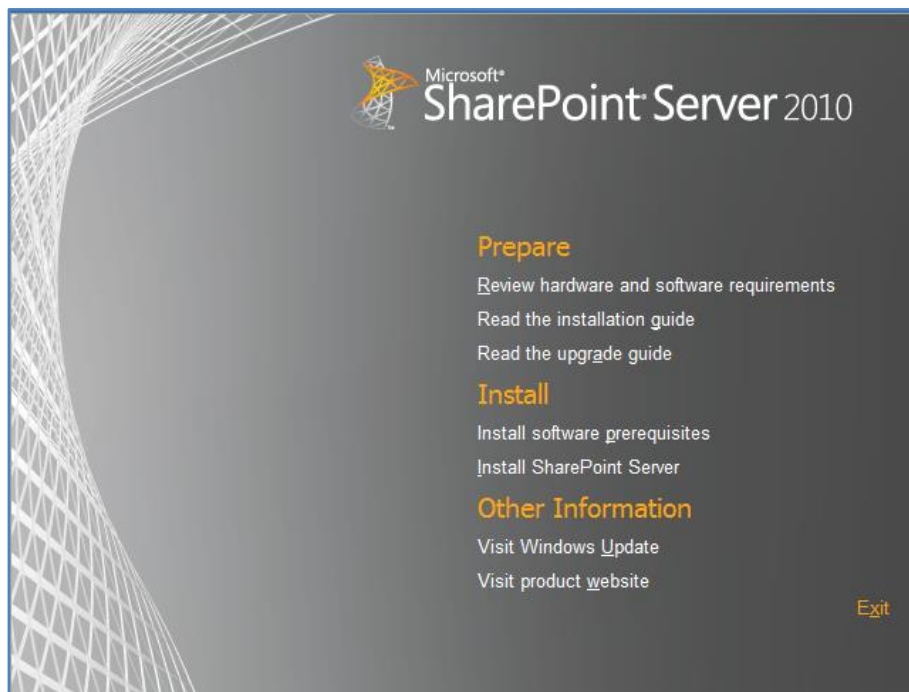 Microsoft®
SharePoint® Server 2010
Prepare
Review hardware and software requirements
Read the installation guide
Read the upgrade guide
Install
Install software prerequisites
Install SharePoint Server
Other Information
Visit Windows Update
Visit product website
Exit